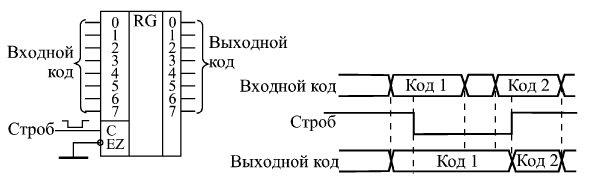 0 RG 0
1 1
2 2
3 3
4 4
5 5
6 6
7 7
Входной
код
Выходной
код
Строб
C
EZ
Входной код Код 1 Код 2
Строб
Выходной код Код 1 Код 2